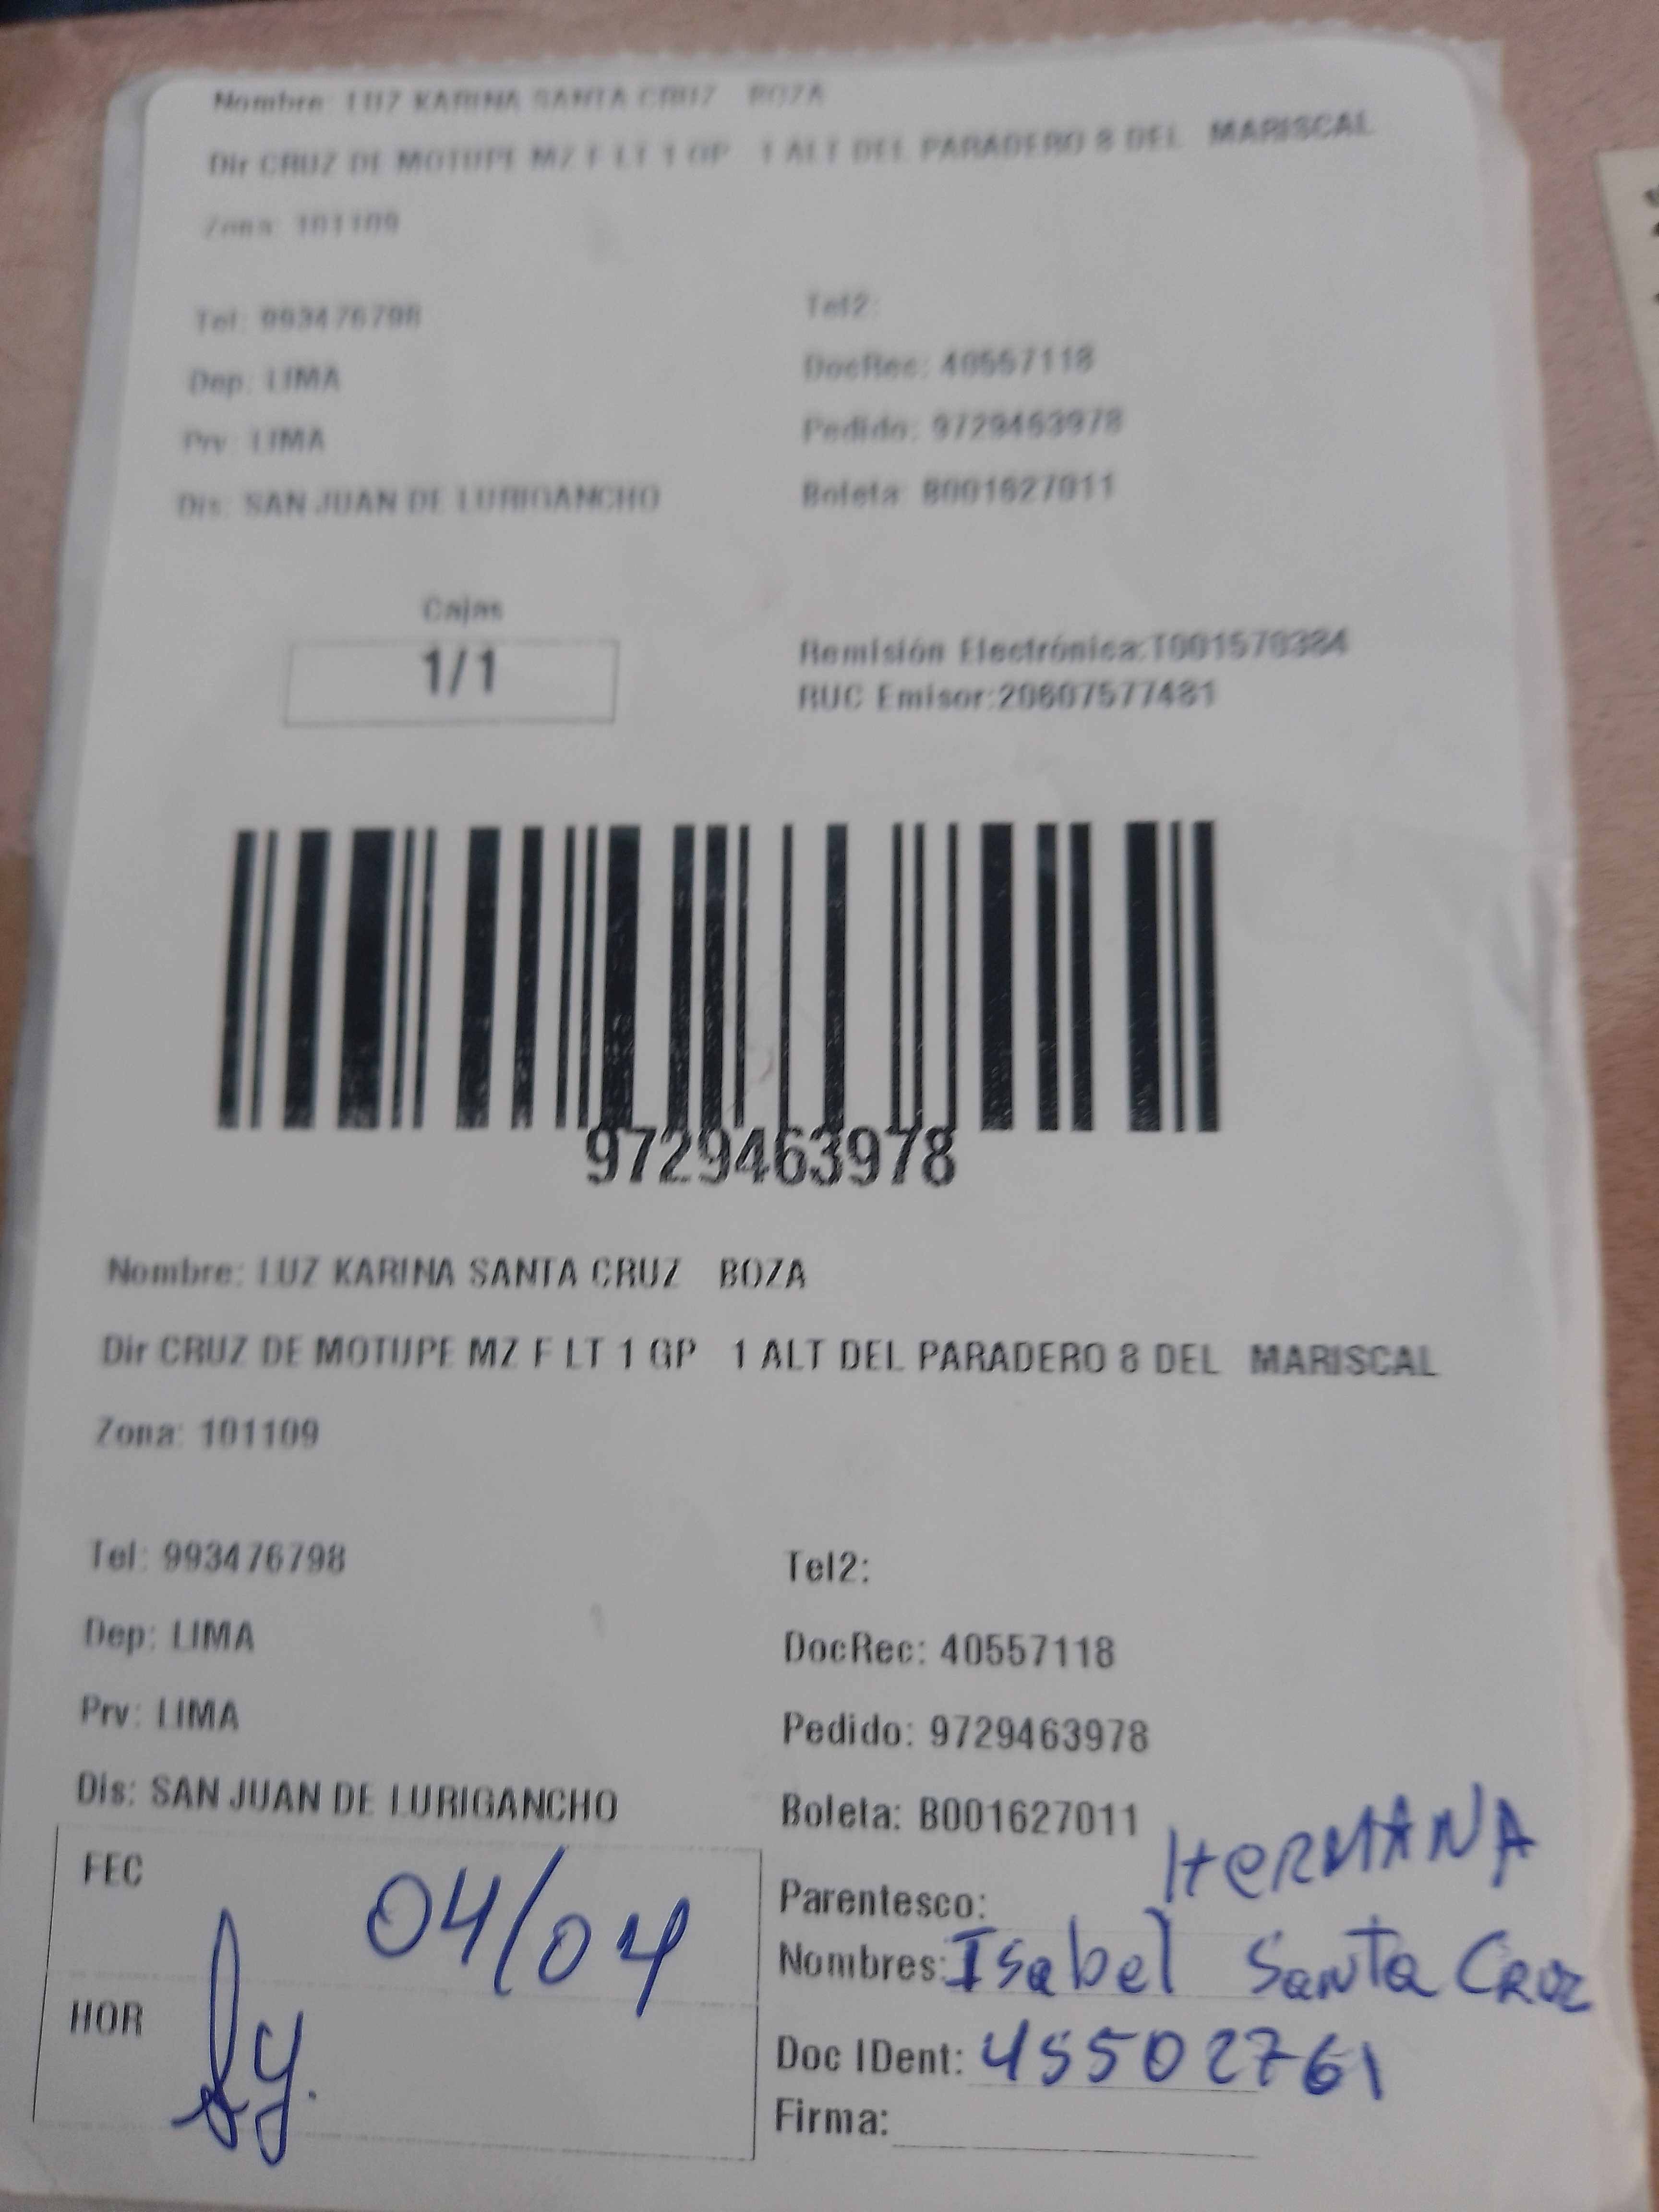 Nombre: LUZ KARINA SANTA CRUZ BOZA
Dir CRUZ DE MOTUPE MZ F LT 1 GP 1 ALT DEL PARADERO 8 DEL MARISCAL
Zona: 101109
Tel: 993476798 Tel2:
Dep: LIMA DocRec: 40557118
Prv: LIMA Pedido: 9729463978
Dis: SAN JUAN DE LURIGANCHO Boleta: B001627011
Cajas
1/1
Remisión Electrónica:T001570384
RUC Emisor:20607577481
9729463978
Nombre: LUZ KARINA SANTA CRUZ BOZA
Dir CRUZ DE MOTUPE MZ F LT 1 GP 1 ALT DEL PARADERO 8 DEL MARISCAL
Zona: 101109
Tel: 993476798 Tel2:
Dep: LIMA DocRec: 40557118
Prv: LIMA Pedido: 9729463978
Dis: SAN JUAN DE LURIGANCHO Boleta: B001627011
FEC 04/04
HOR
Parentesco: HERMANA
Nombres: Isabel Santa Cruz
Doc IDent: 45502761
Firma: